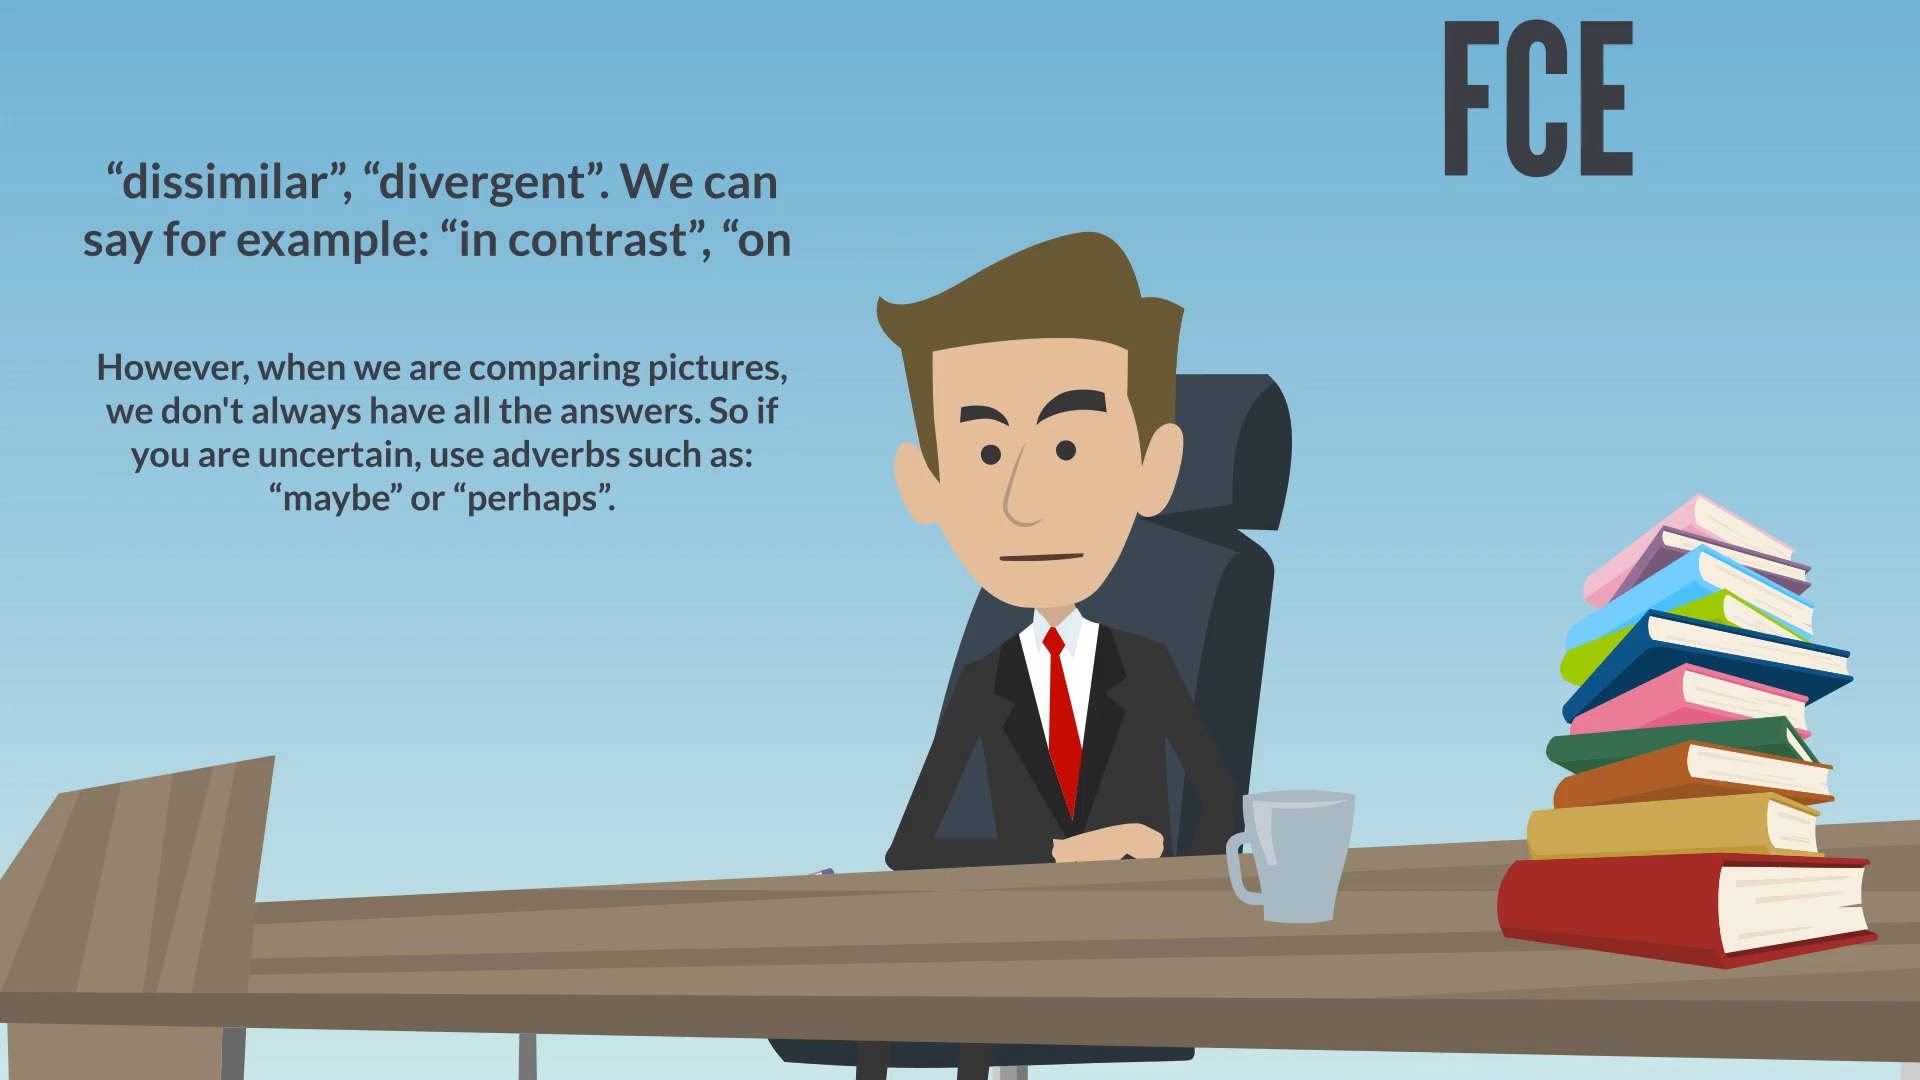 FCE
“dissimilar”, “divergent”. We can
say for example: “in contrast”, “on
However, when we are comparing pictures,
we don't always have all the answers. So if
you are uncertain, use adverbs such as:
“maybe” or “perhaps”.